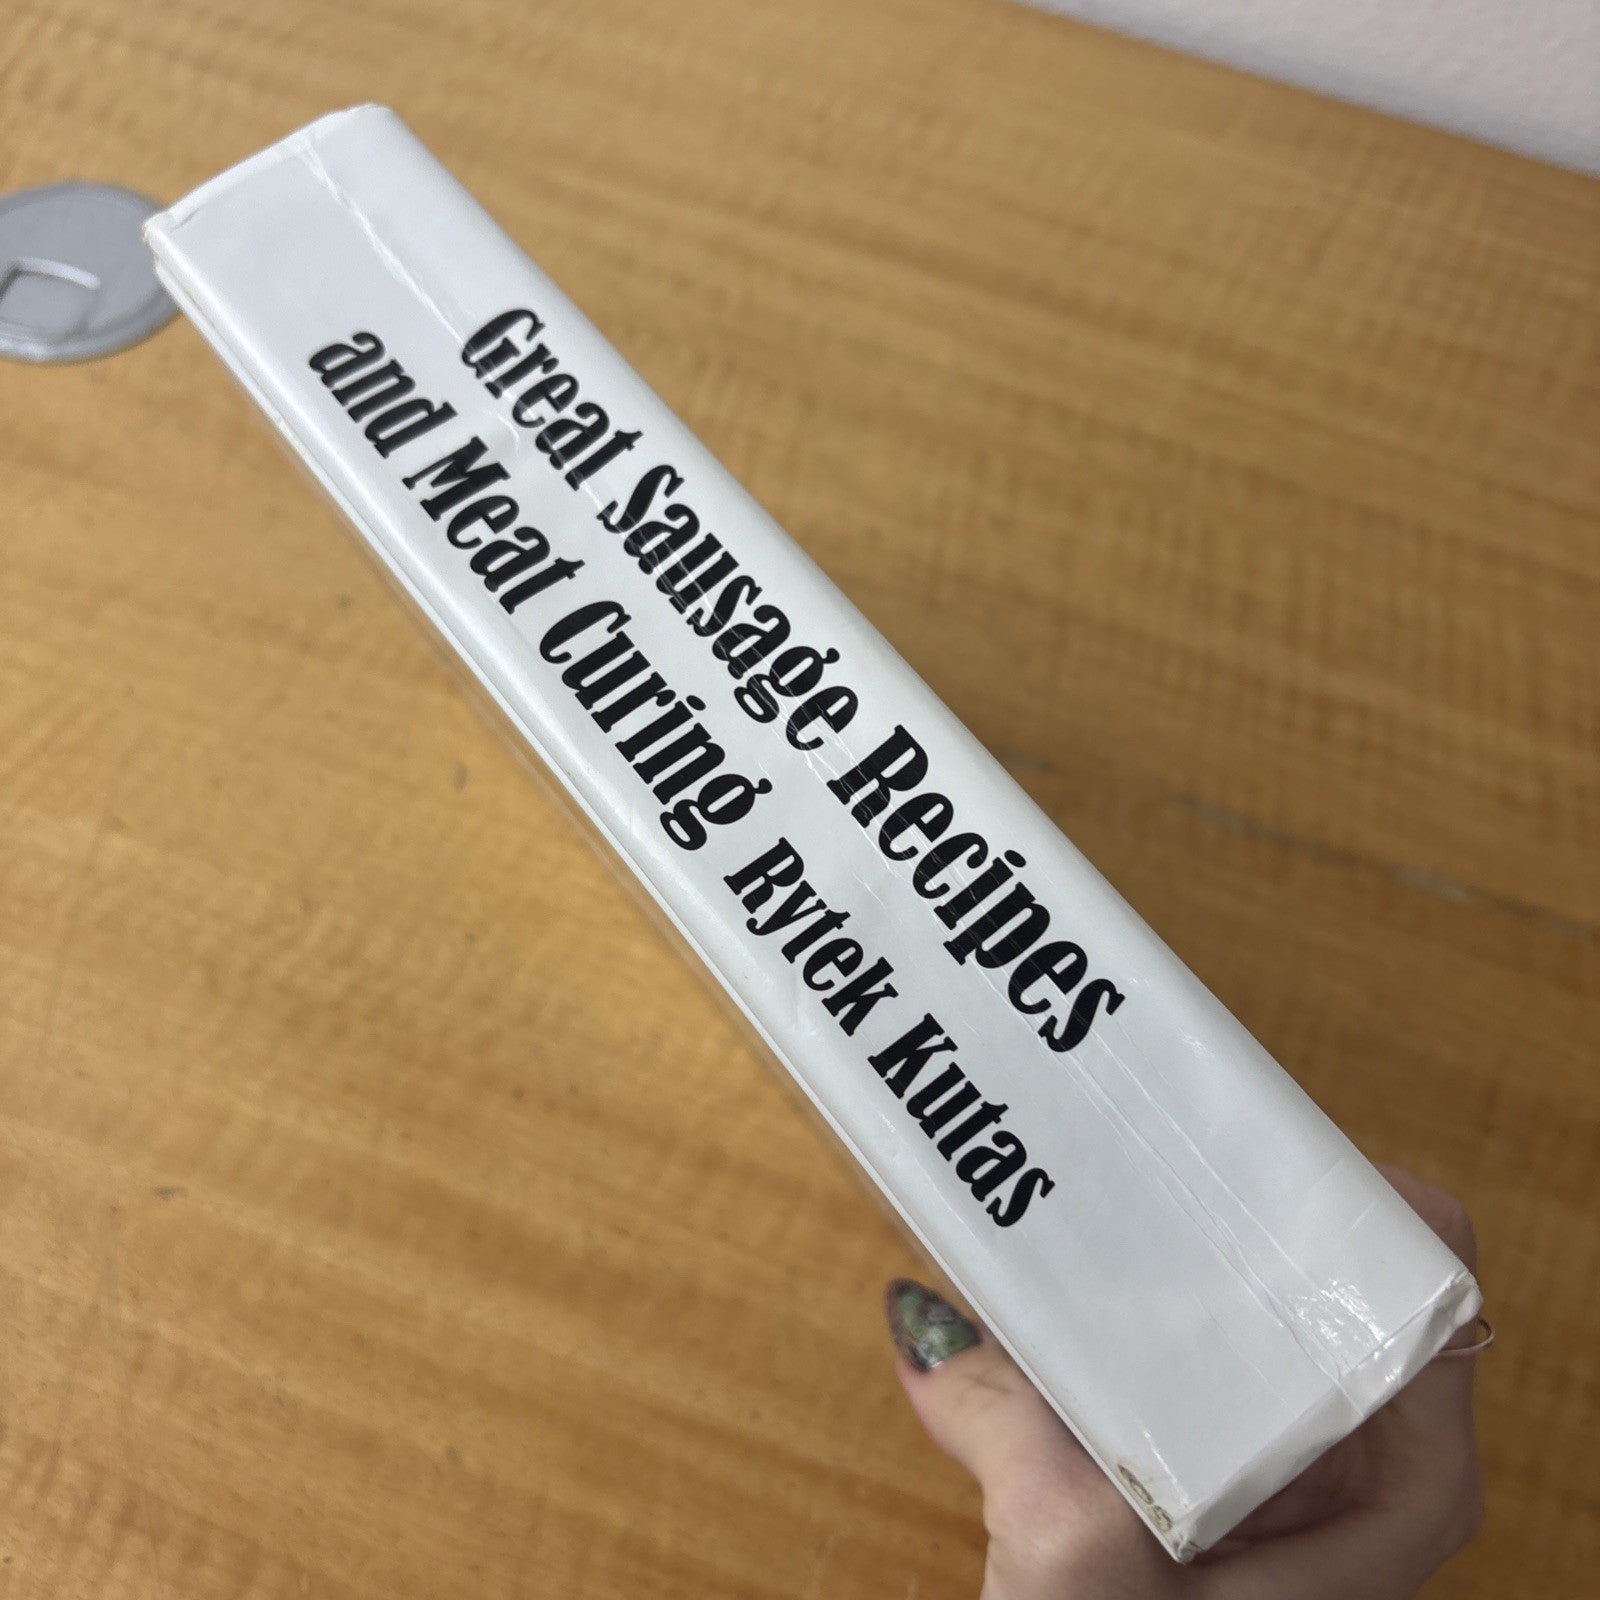 Great Sausage Recipes
and Meat Curing Rytek Kutas